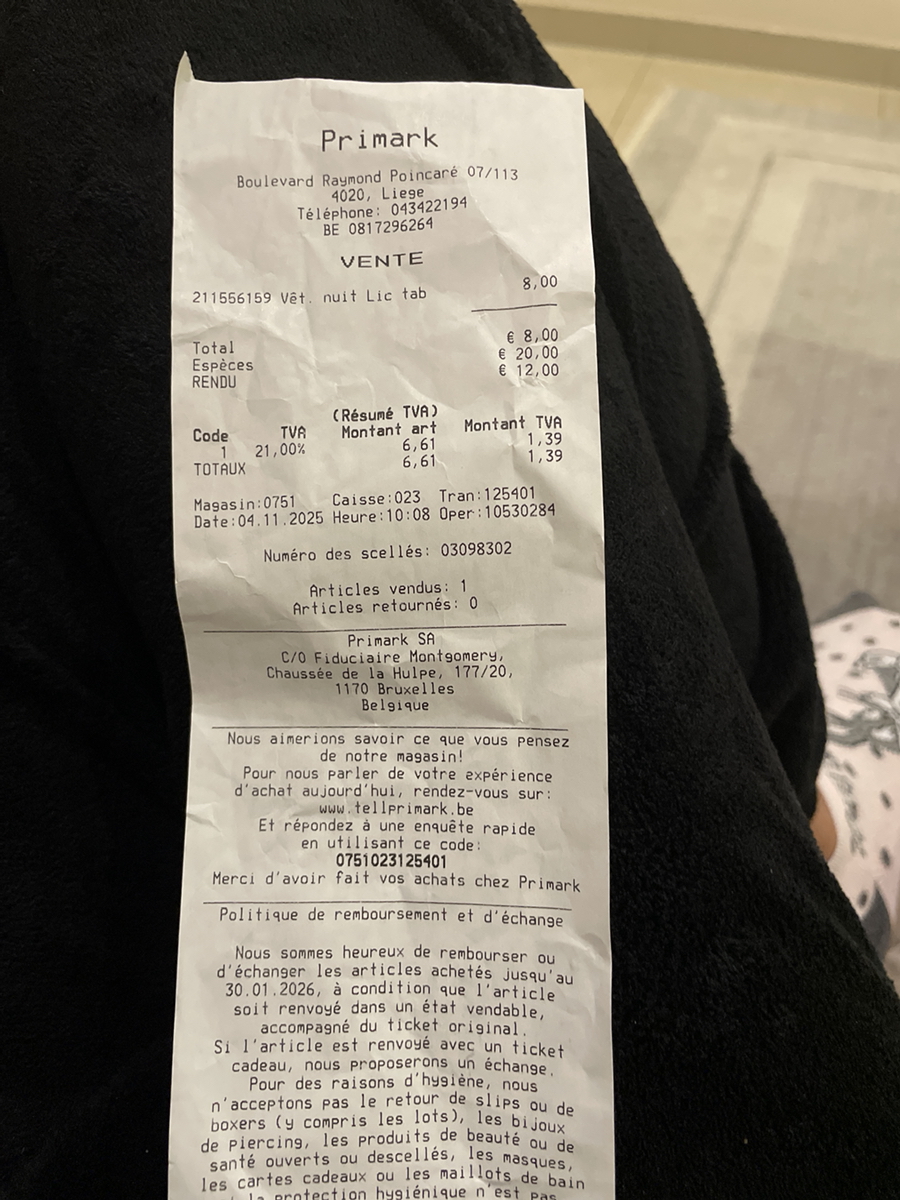 Primark
Boulevard Raymond Poincaré 07/113
4020, Liege
Téléphone: 043422194
BE 0817296264
VENTE
211556159 Vêt. nuit Lic tab 8,00
Total € 8,00
Espèces € 20,00
RENDU € 12,00
(Résumé TVA)
Code TVA Montant art Montant TVA
1 21,00% 6,61 1,39
TOTAUX 6,61 1,39
Magasin:0751 Caisse:023 Tran:125401
Date:04.11.2025 Heure:10:08 Oper:10530284
Numéro des scellés: 03098302
Articles vendus: 1
Articles retournés: 0
Primark SA
C/O Fiduciaire Montgomery,
Chaussée de la Hulpe, 177/20,
1170 Bruxelles
Belgique
Nous aimerions savoir ce que vous pensez
de notre magasin!
Pour nous parler de votre expérience
d'achat aujourd'hui, rendez-vous sur:
www.tellprimark.be
Et répondez à une enquête rapide
en utilisant ce code:
0751023125401
Merci d'avoir fait vos achats chez Primark
Politique de remboursement et d'échange
Nous sommes heureux de rembourser ou
d'échanger les articles achetés jusqu'au
30.01.2026, à condition que l'article
soit renvoyé dans un état vendable,
accompagné du ticket original.
Si l'article est renvoyé avec un ticket
cadeau, nous proposerons un échange.
Pour des raisons d'hygiène, nous
n'acceptons pas le retour de slips ou de
boxers (y compris les lots), les bijoux
de piercing, les produits de beauté ou de
santé ouverts ou descellés, les masques,
les cartes cadeaux ou les maillots de bain
la protection hygiénique n'est pas